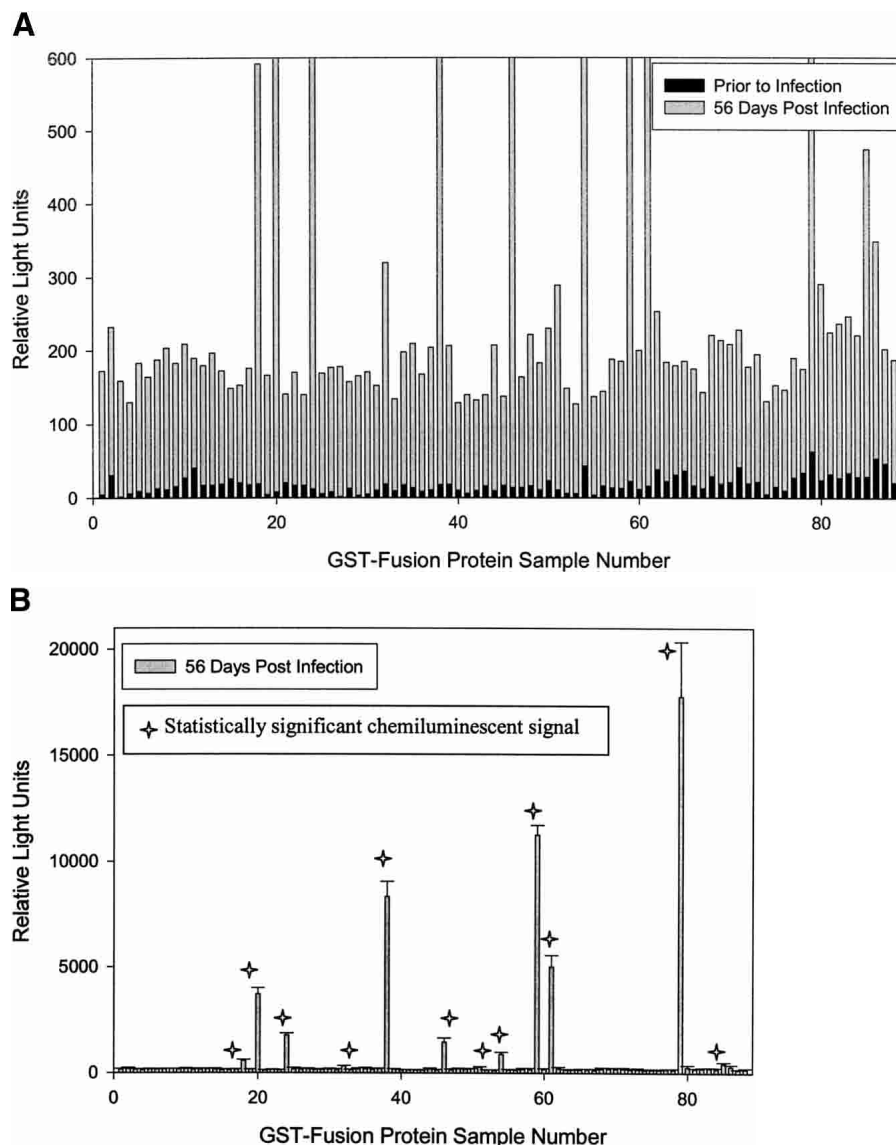 A
600
500
400
300
200
100
0
Relative Light Units
Prior to Infection
56 Days Post Infection
0 20 40 60 80
GST-Fusion Protein Sample Number
B
20000
15000
10000
5000
0
Relative Light Units
56 Days Post Infection
Statistically significant chemiluminescent signal
0 20 40 60 80
GST-Fusion Protein Sample Number